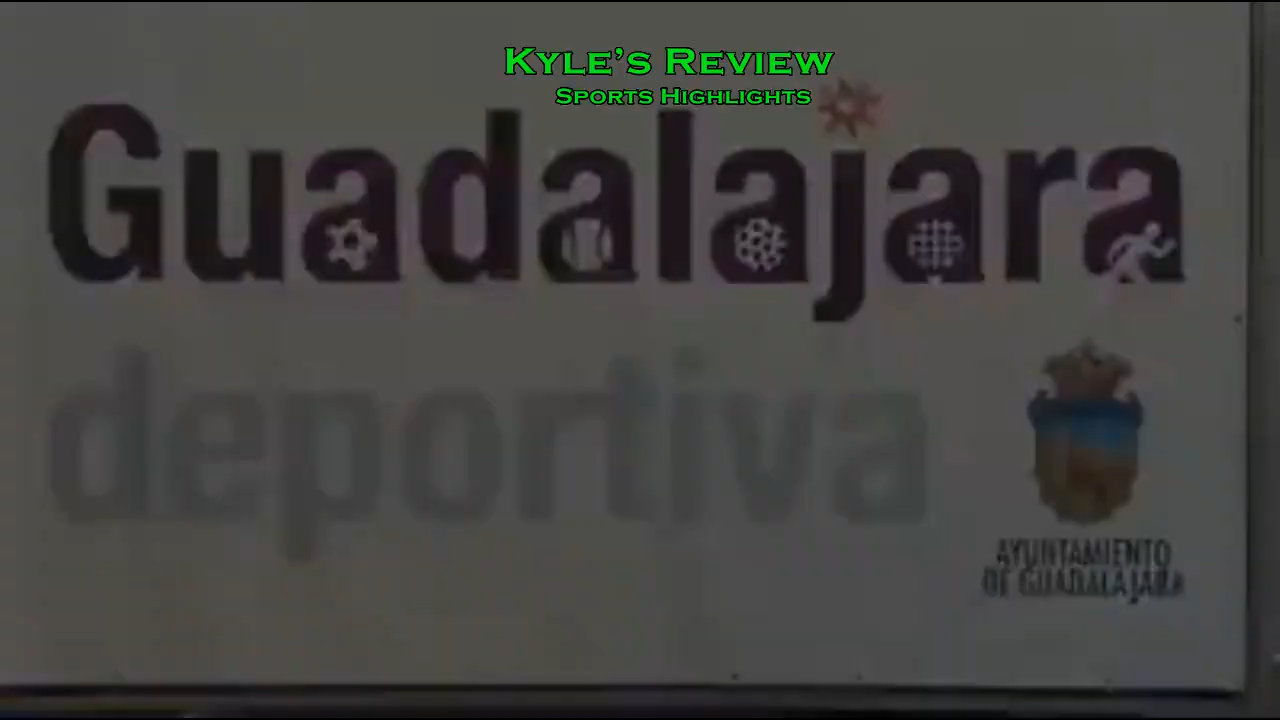 Kyle's Review
Sports Highlights
Guadalajara
deportiva
AYUNTAMIENTO
DE GUADALAJARA